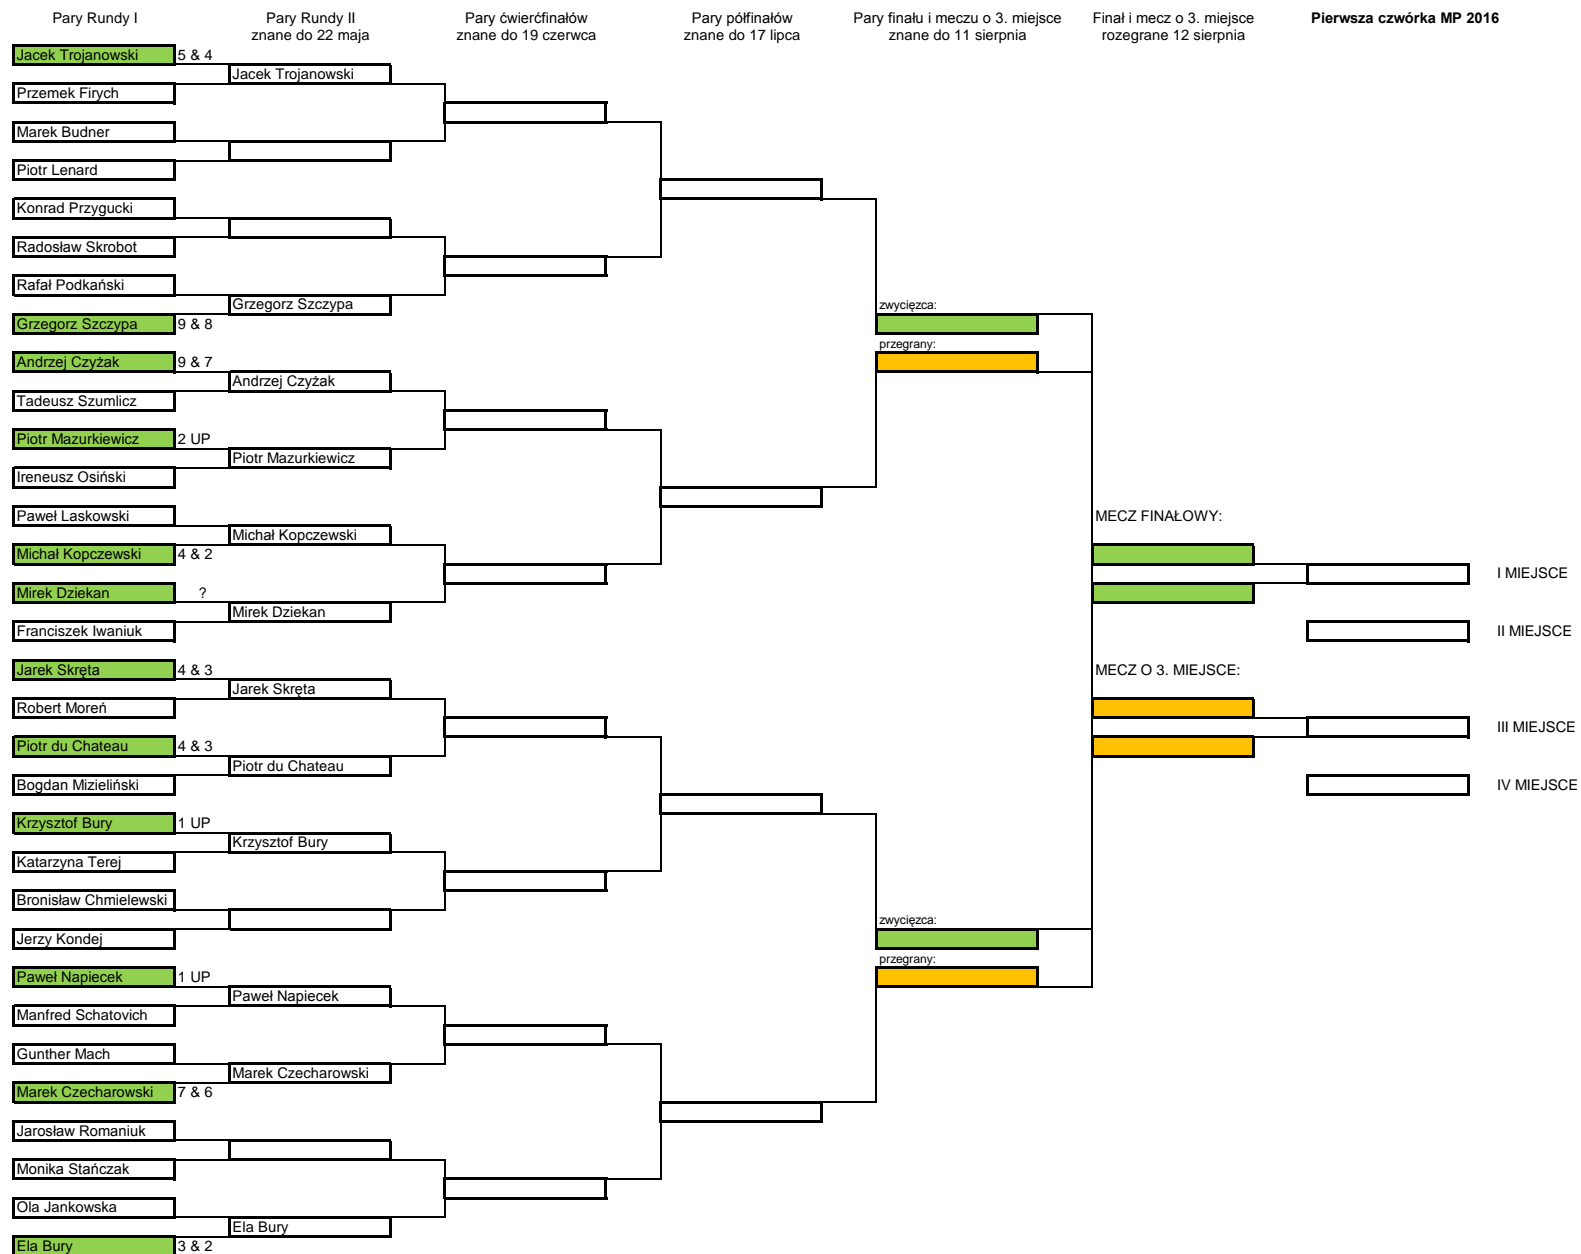 Pary Rundy I
Pary Rundy II
znane do 22 maja
Pary ćwierćfinałów
znane do 19 czerwca
Pary półfinałów
znane do 17 lipca
Pary finału i meczu o 3. miejsce
znane do 11 sierpnia
Finał i mecz o 3. miejsce
rozegrane 12 sierpnia
Pierwsza czwórka MP 2016
Jacek Trojanowski 5 & 4
Jacek Trojanowski
Przemek Firych
Marek Budner
Piotr Lenard
Konrad Przygucki
Radosław Skrobot
Rafał Podkański
Grzegorz Szczypa
zwycięzca:
Grzegorz Szczypa 9 & 8
przegrany:
Andrzej Czyżak 9 & 7
Andrzej Czyżak
Tadeusz Szumlicz
Piotr Mazurkiewicz 2 UP
Piotr Mazurkiewicz
Ireneusz Osiński
Paweł Laskowski
MECZ FINAŁOWY:
Michał Kopczewski
Michał Kopczewski 4 & 2
I MIEJSCE
Mirek Dziekan ?
Mirek Dziekan
Franciszek Iwaniuk
II MIEJSCE
Jarek Skręta 4 & 3
MECZ O 3. MIEJSCE:
Jarek Skręta
Robert Moreń
III MIEJSCE
Piotr du Chateau 4 & 3
Piotr du Chateau
Bogdan Mizieliński
IV MIEJSCE
Krzysztof Bury 1 UP
Krzysztof Bury
Katarzyna Terej
Bronisław Chmielewski
zwycięzca:
Jerzy Kondej
przegrany:
Paweł Napiecek 1 UP
Paweł Napiecek
Manfred Schatovich
Gunther Mach
Marek Czecharowski
Marek Czecharowski 7 & 6
Jarosław Romaniuk
Monika Stańczak
Ola Jankowska
Ela Bury
Ela Bury 3 & 2